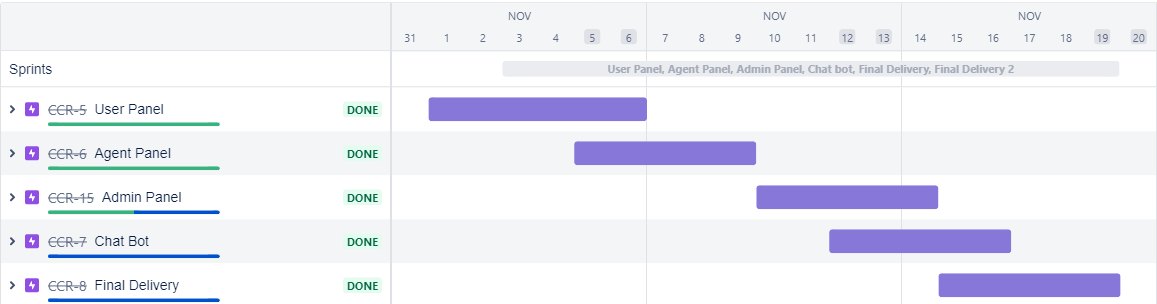 NOV NOV NOV
31 1 2 3 4 5 6 7 8 9 10 11 12 13 14 15 16 17 18 19 20
Sprints User Panel, Agent Panel, Admin Panel, Chat bot, Final Delivery, Final Delivery 2
CCR-5 User Panel DONE
CCR-6 Agent Panel DONE
CCR-15 Admin Panel DONE
CCR-7 Chat Bot DONE
CCR-8 Final Delivery DONE